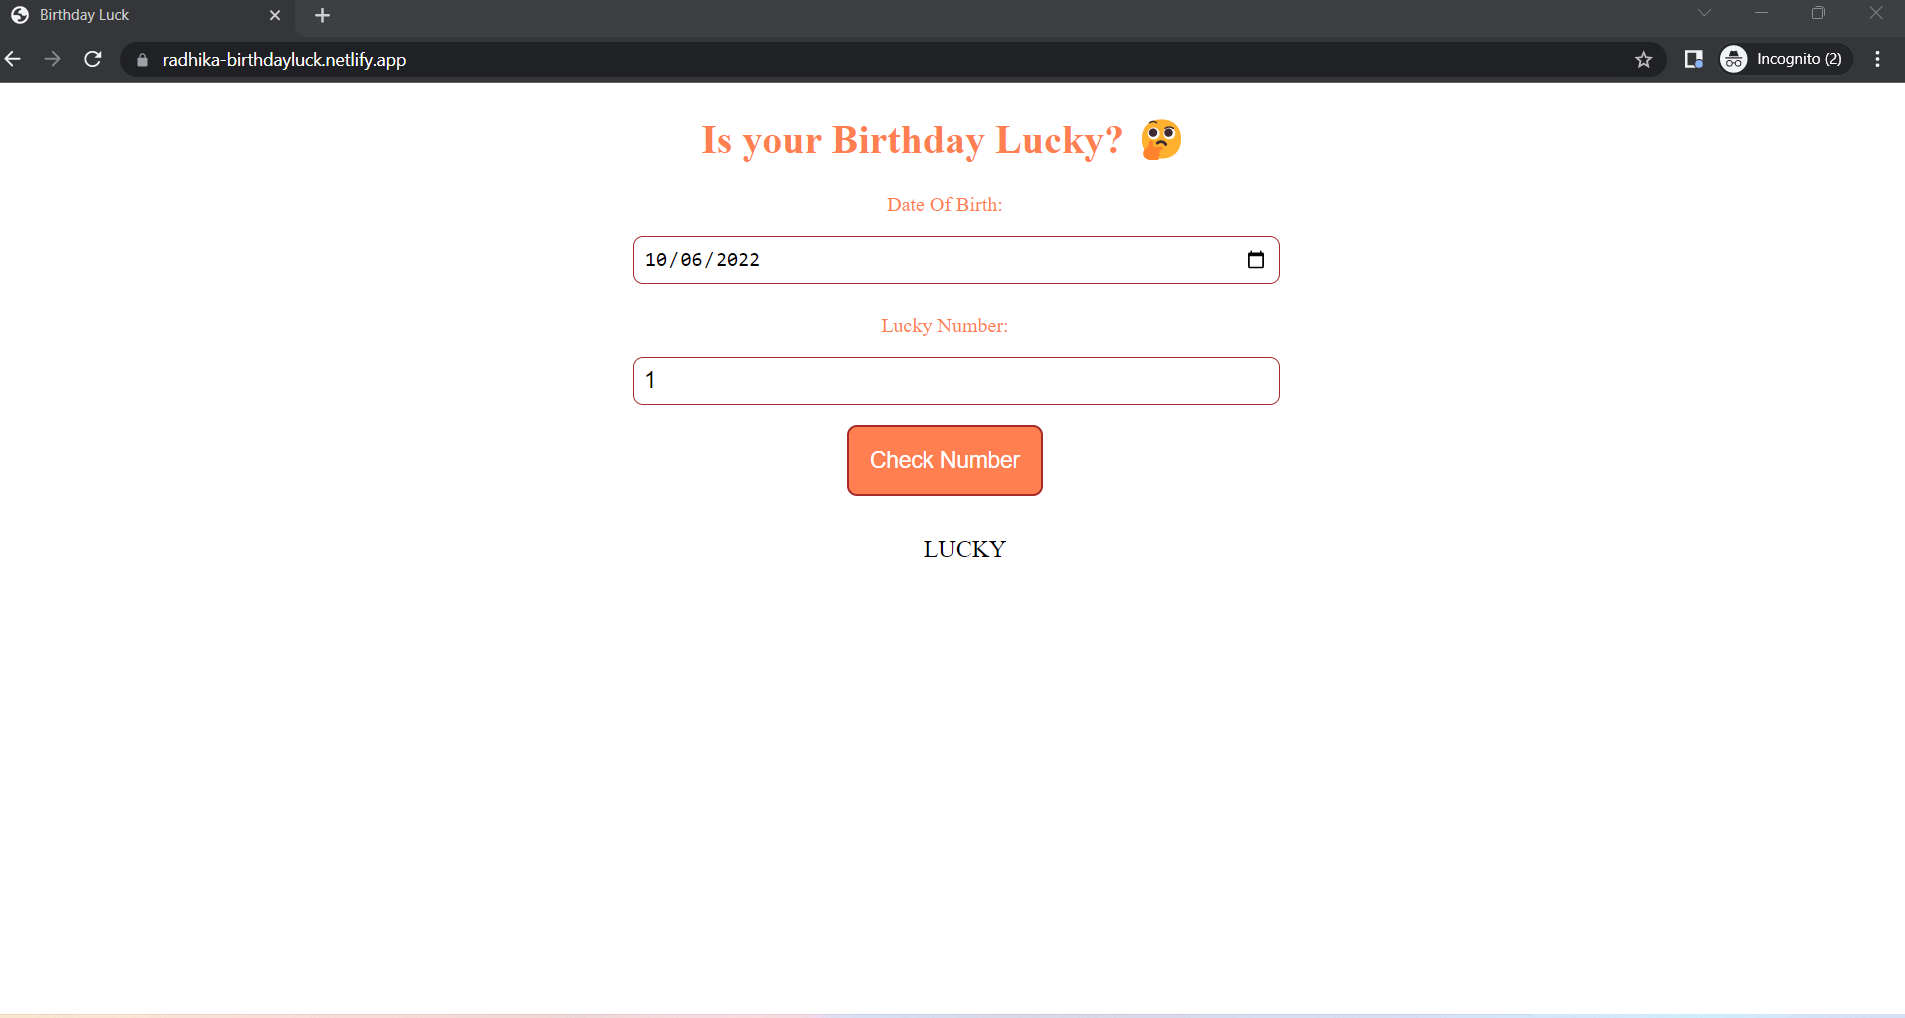 Birthday Luck
radhika-birthdayluck.netlify.app
Incognito (2)
Is your Birthday Lucky? 🤔
Date Of Birth:
10/06/2022
Lucky Number:
1
Check Number
LUCKY